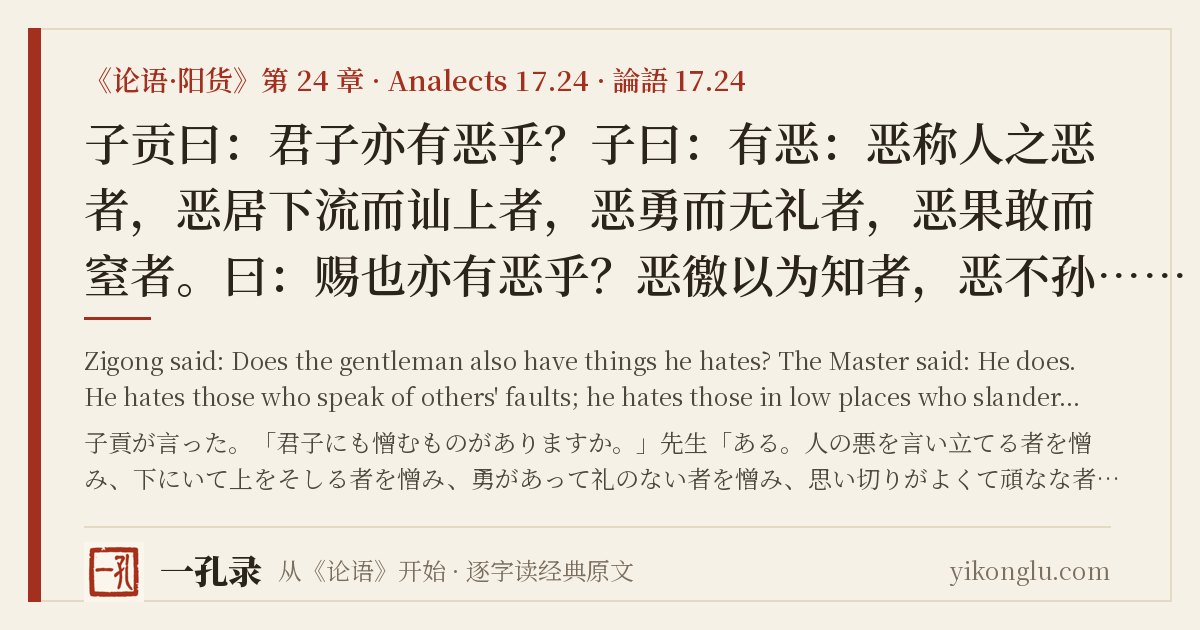 《论语·阳货》第 24 章 · Analects 17.24 · 論語 17.24
子贡曰：君子亦有恶乎？子曰：有恶：恶称人之恶
者，恶居下流而讪上者，恶勇而无礼者，恶果敢而
窒者。曰：赐也亦有恶乎？恶徼以为知者，恶不孙……
Zigong said: Does the gentleman also have things he hates? The Master said: He does.
He hates those who speak of others' faults; he hates those in low places who slander...
子貢が言った。「君子にも憎むものがありますか。」先生「ある。人の悪を言い立てる者を憎
み、下にいて上をそしる者を憎み、勇があって礼のない者を憎み、思い切りがよくて頑なな者…
一孔
一孔录 从《论语》开始 · 逐字读经典原文 yikonglu.com